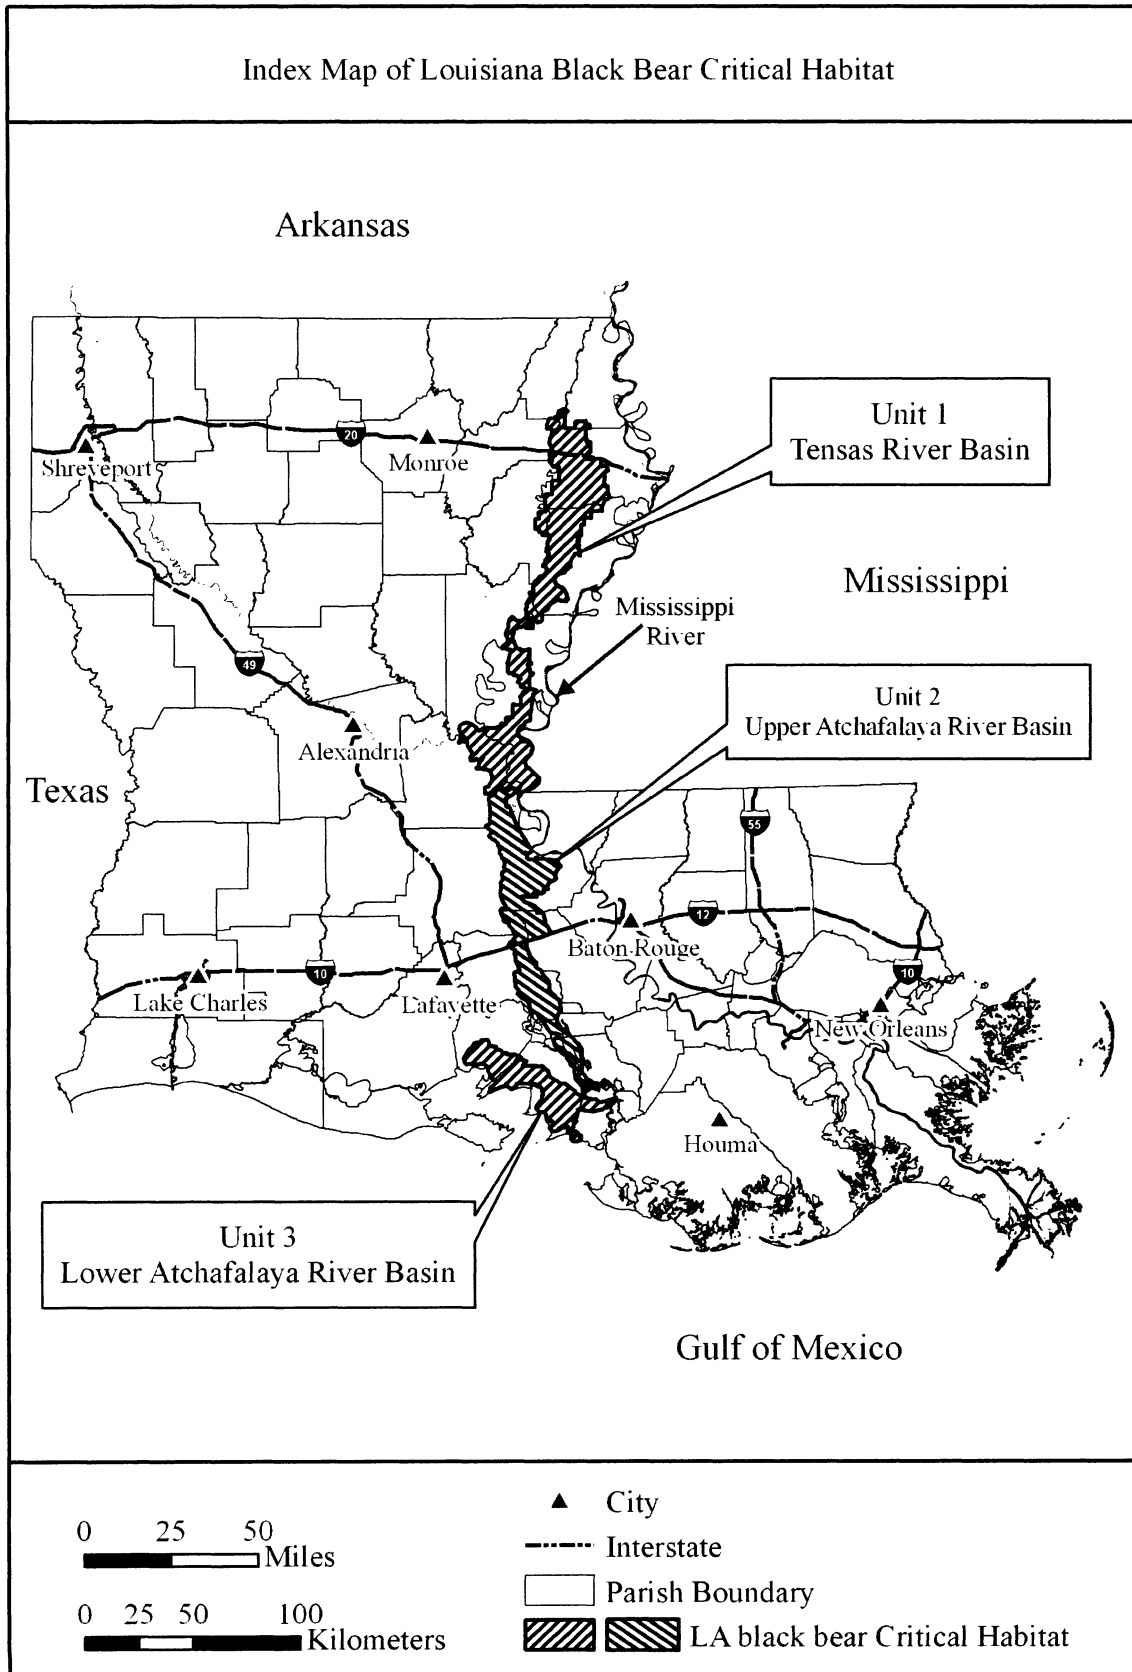 Index Map of Louisiana Black Bear Critical Habitat
Arkansas
Unit 1
Tensas River Basin
20
Shreveport
Monroe
Mississippi
Mississippi
River
49
Unit 2
Upper Atchafalaya River Basin
Alexandria
Texas
55
12
Baton Rouge
10
10
Lake Charles
Lafayette
New Orleans
Houma
Unit 3
Lower Atchafalaya River Basin
Gulf of Mexico
City
0 25 50
Miles
Interstate
Parish Boundary
0 25 50 100
Kilometers
LA black bear Critical Habitat